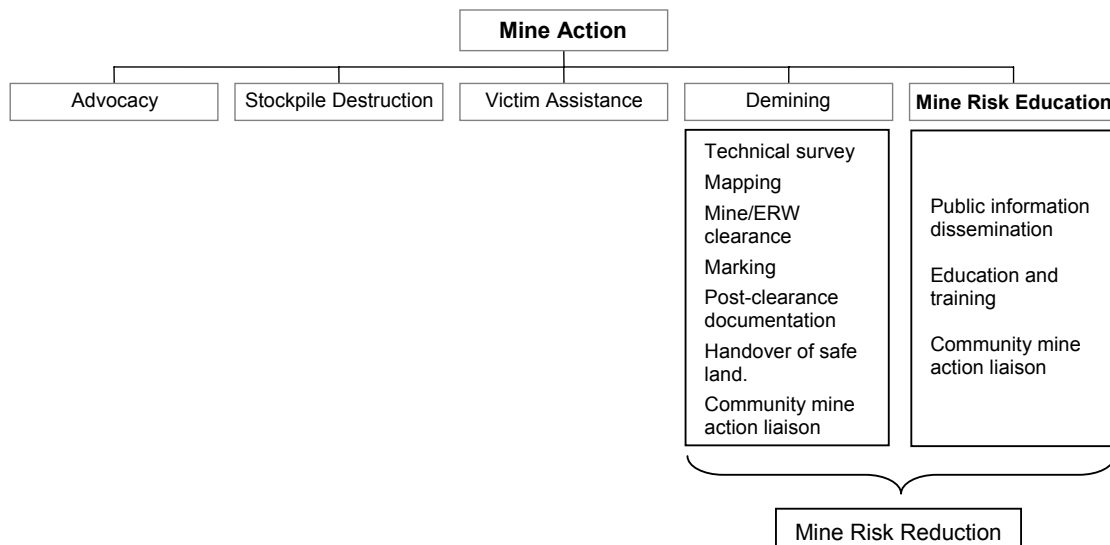 Mine Action
Advocacy
Stockpile Destruction
Victim Assistance
Demining
Mine Risk Education
Technical survey
Mapping
Mine/ERW
clearance
Marking
Post-clearance
documentation
Handover of safe
land.
Community mine
action liaison
Public information
dissemination
Education and
training
Community mine
action liaison
Mine Risk Reduction